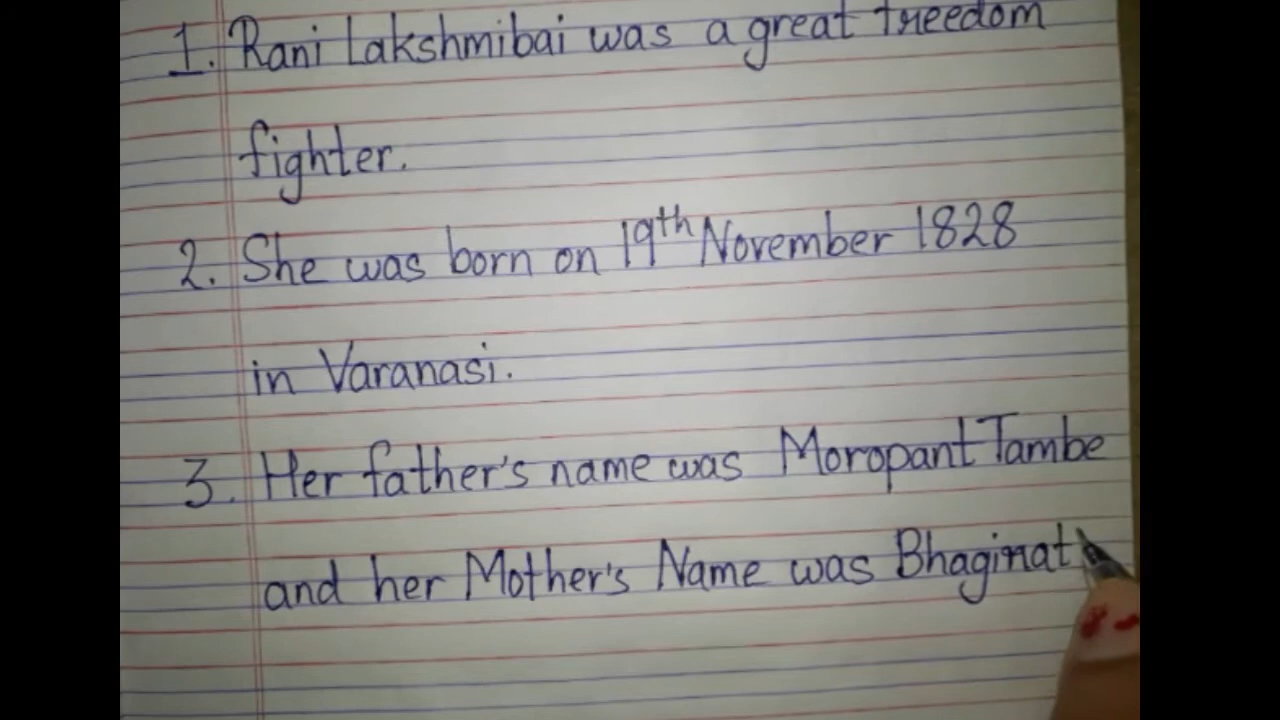 1. Rani Lakshmibai was a great freedom
fighter.
2. She was born on 19th November 1828
in Varanasi.
3. Her father's name was Moropant Tambe
and her Mother's Name was Bhagirat